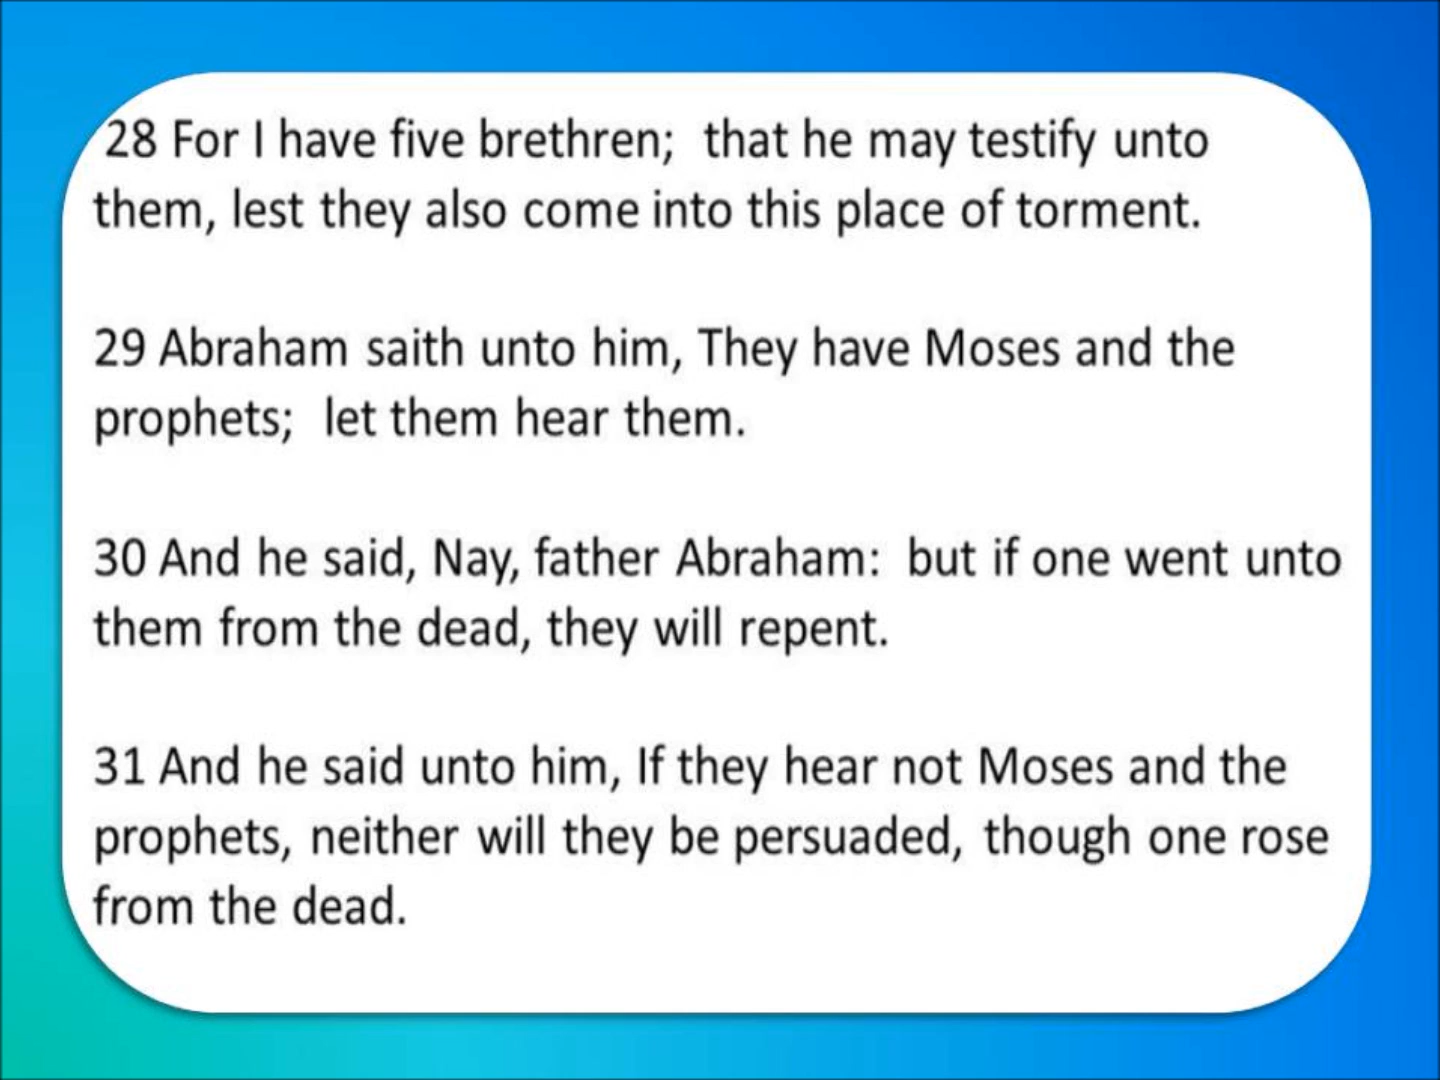 28 For I have five brethren;  that he may testify unto
them, lest they also come into this place of torment.
29 Abraham saith unto him, They have Moses and the
prophets;  let them hear them.
30 And he said, Nay, father Abraham:  but if one went unto
them from the dead, they will repent.
31 And he said unto him, If they hear not Moses and the
prophets, neither will they be persuaded,  though one rose
from the dead.